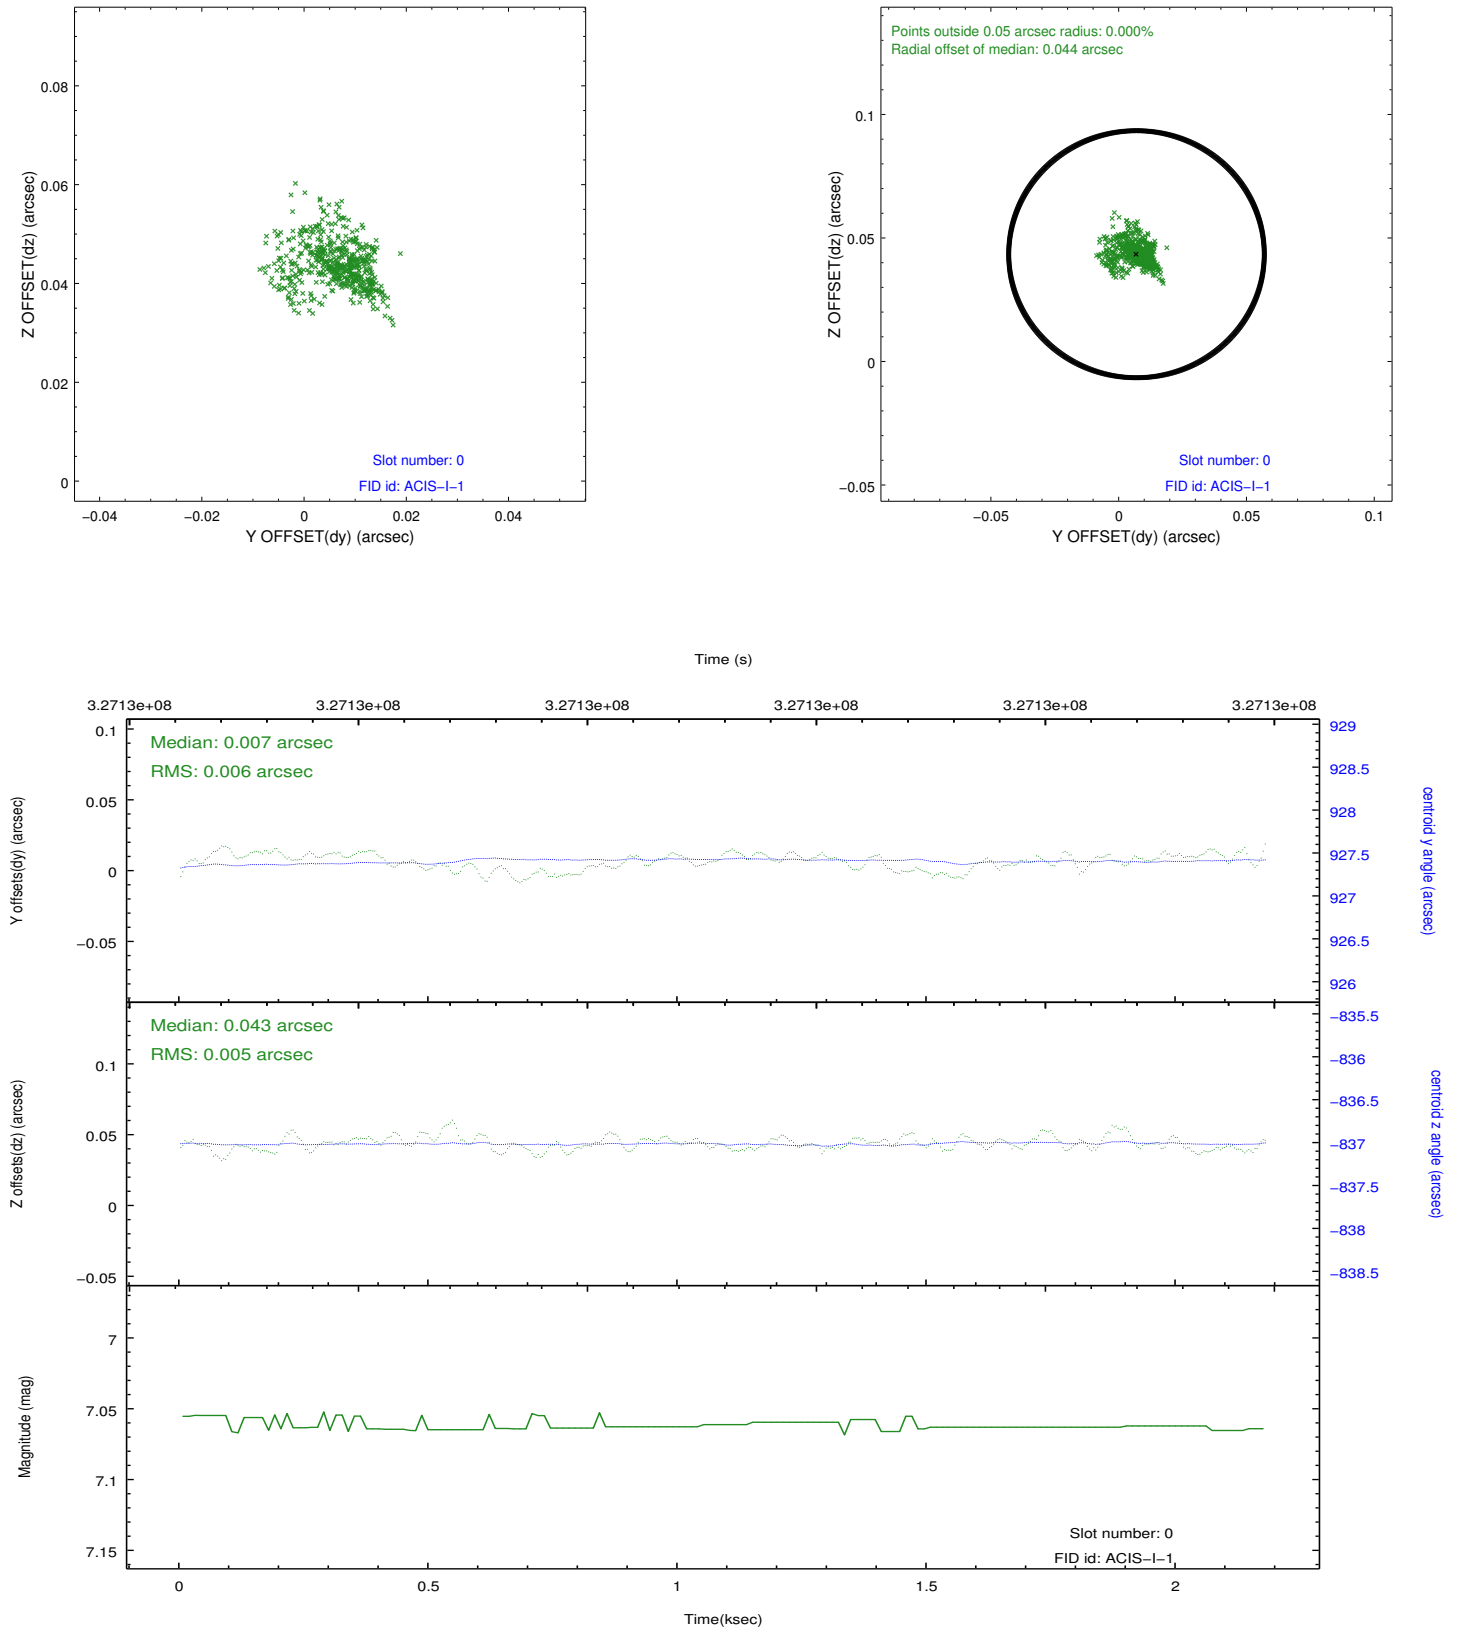 0.08
0.06
0.04
0.02
0
Z OFFSET(dz) (arcsec)
Slot number: 0
FID id: ACIS−I−1
−0.04
−0.02
0
0.02
0.04
Y OFFSET(dy) (arcsec)
Points outside 0.05 arcsec radius: 0.000%
Radial offset of median: 0.044 arcsec
0.1
0.05
0
−0.05
Z OFFSET(dz) (arcsec)
Slot number: 0
FID id: ACIS−I−1
−0.05
0
0.05
0.1
Y OFFSET(dy) (arcsec)
Time (s)
3.2713e+08
3.2713e+08
3.2713e+08
3.2713e+08
3.2713e+08
3.2713e+08
Median: 0.007 arcsec
RMS: 0.006 arcsec
0.1
0.05
0
−0.05
Y offsets(dy) (arcsec)
929
928.5
928
927.5
927
926.5
926
centroid y angle (arcsec)
Median: 0.043 arcsec
RMS: 0.005 arcsec
0.1
0.05
0
−0.05
Z offsets(dz) (arcsec)
−835.5
−836
−836.5
−837
−837.5
−838
−838.5
centroid z angle (arcsec)
7
7.05
7.1
7.15
Magnitude (mag)
Slot number: 0
FID id: ACIS−I−1
0
0.5
1
1.5
2
Time(ksec)